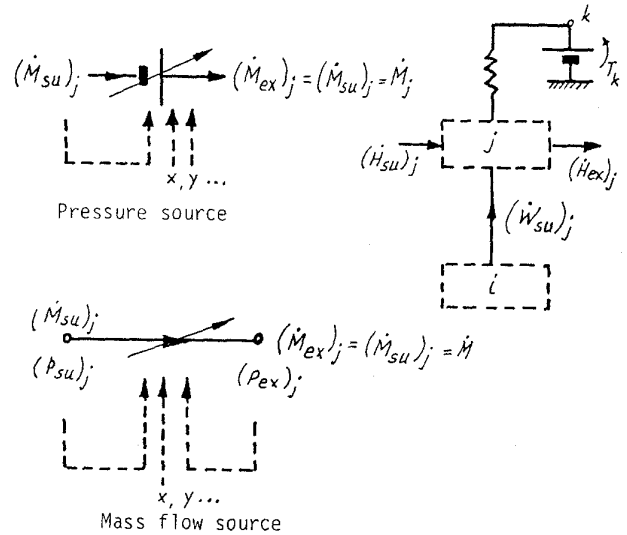 (Ṁsu)j
(Ṁex)j = (Ṁsu)j = Ṁj
x, y ...
Pressure source
k
Tk
j
(Ḣsu)j
(Ḣex)j
(Ẇsu)j
i
(Ṁsu)j
(Psu)j
(Ṁex)j = (Ṁsu)j = Ṁ
(Pex)j
x, y ...
Mass flow source